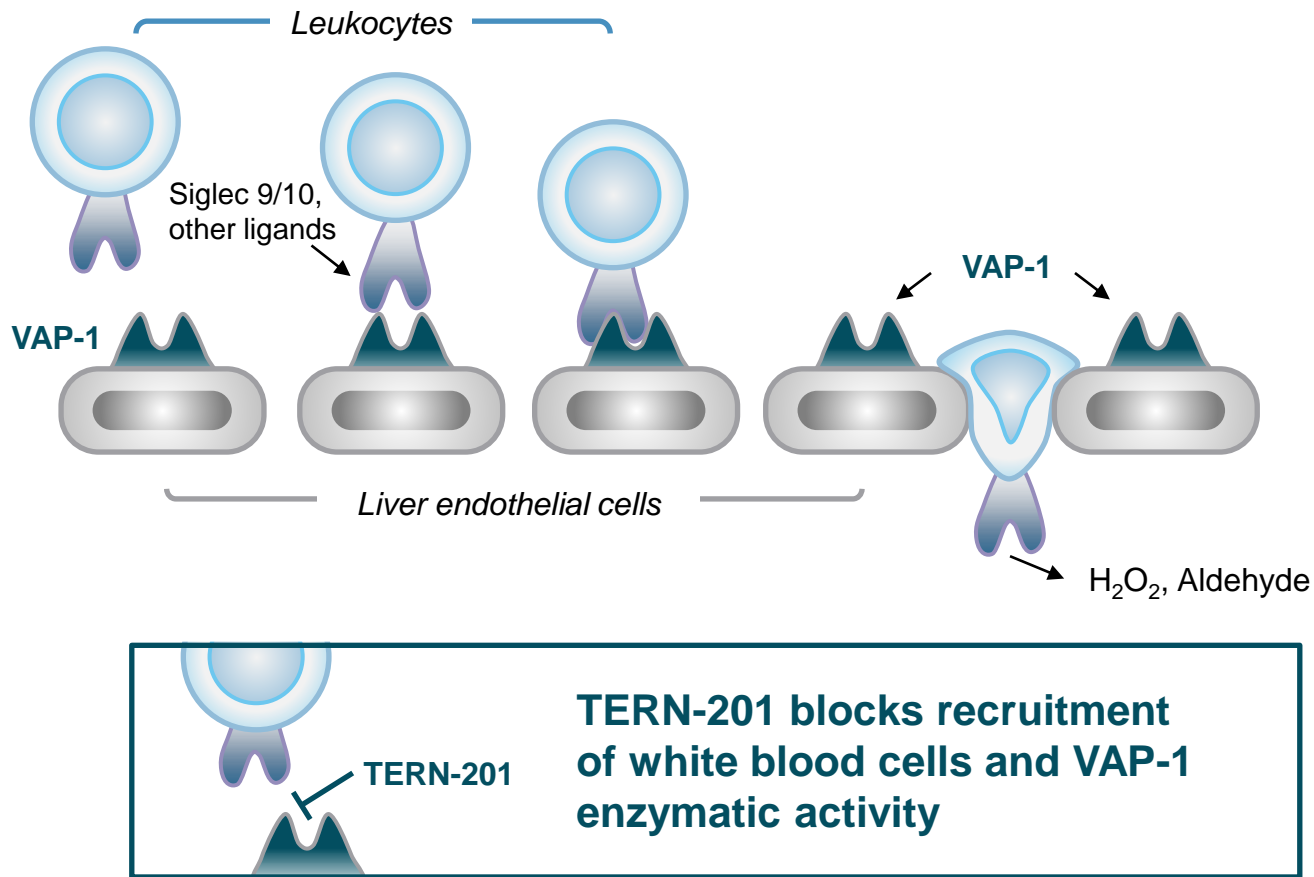 Leukocytes
Siglec 9/10,
other ligands
VAP-1
VAP-1
Liver endothelial cells
H₂O₂, Aldehyde
TERN-201
TERN-201 blocks recruitment
of white blood cells and VAP-1
enzymatic activity